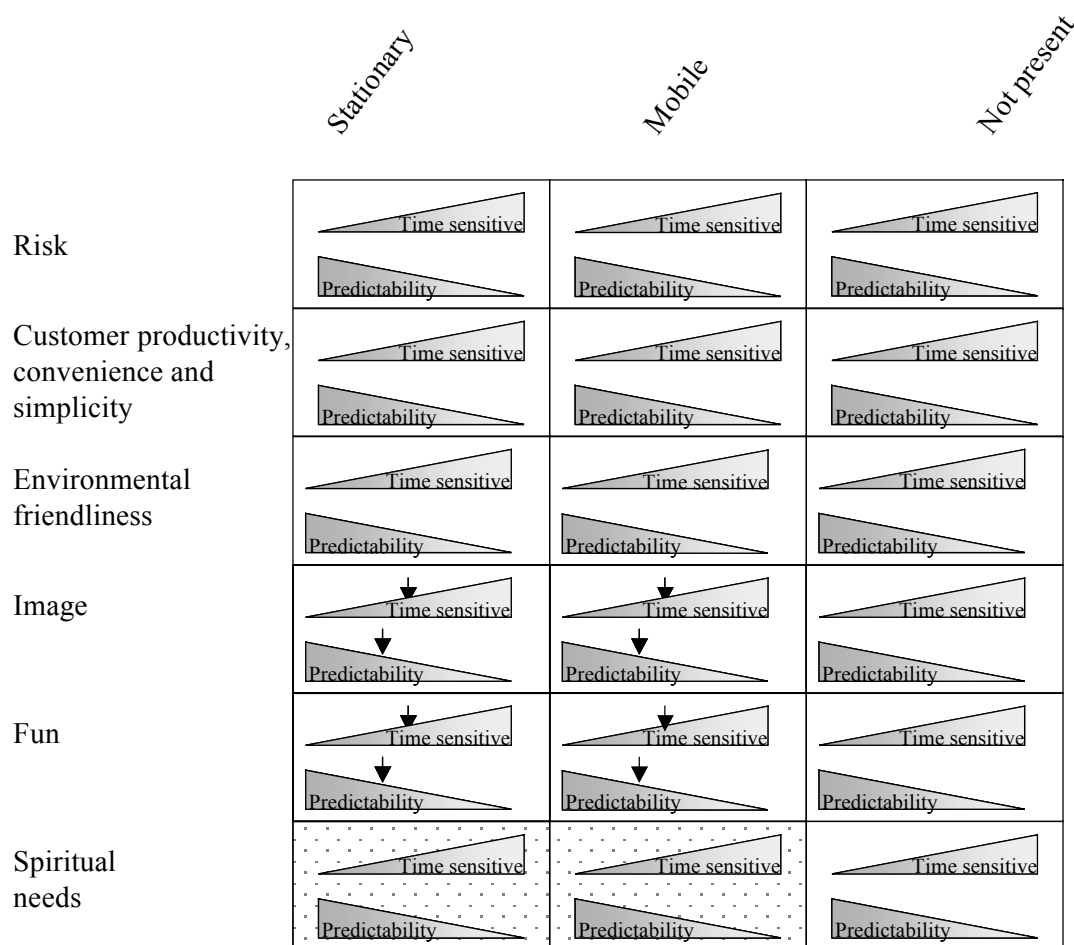 Stationary
Mobile
Not present
Risk
Time sensitive
Predictability
Time sensitive
Predictability
Time sensitive
Predictability
Customer productivity,
convenience and
simplicity
Time sensitive
Predictability
Time sensitive
Predictability
Time sensitive
Predictability
Environmental
friendliness
Time sensitive
Predictability
Time sensitive
Predictability
Time sensitive
Predictability
Image
Time sensitive
Predictability
Time sensitive
Predictability
Time sensitive
Predictability
Fun
Time sensitive
Predictability
Time sensitive
Predictability
Time sensitive
Predictability
Spiritual
needs
Time sensitive
Predictability
Time sensitive
Predictability
Time sensitive
Predictability